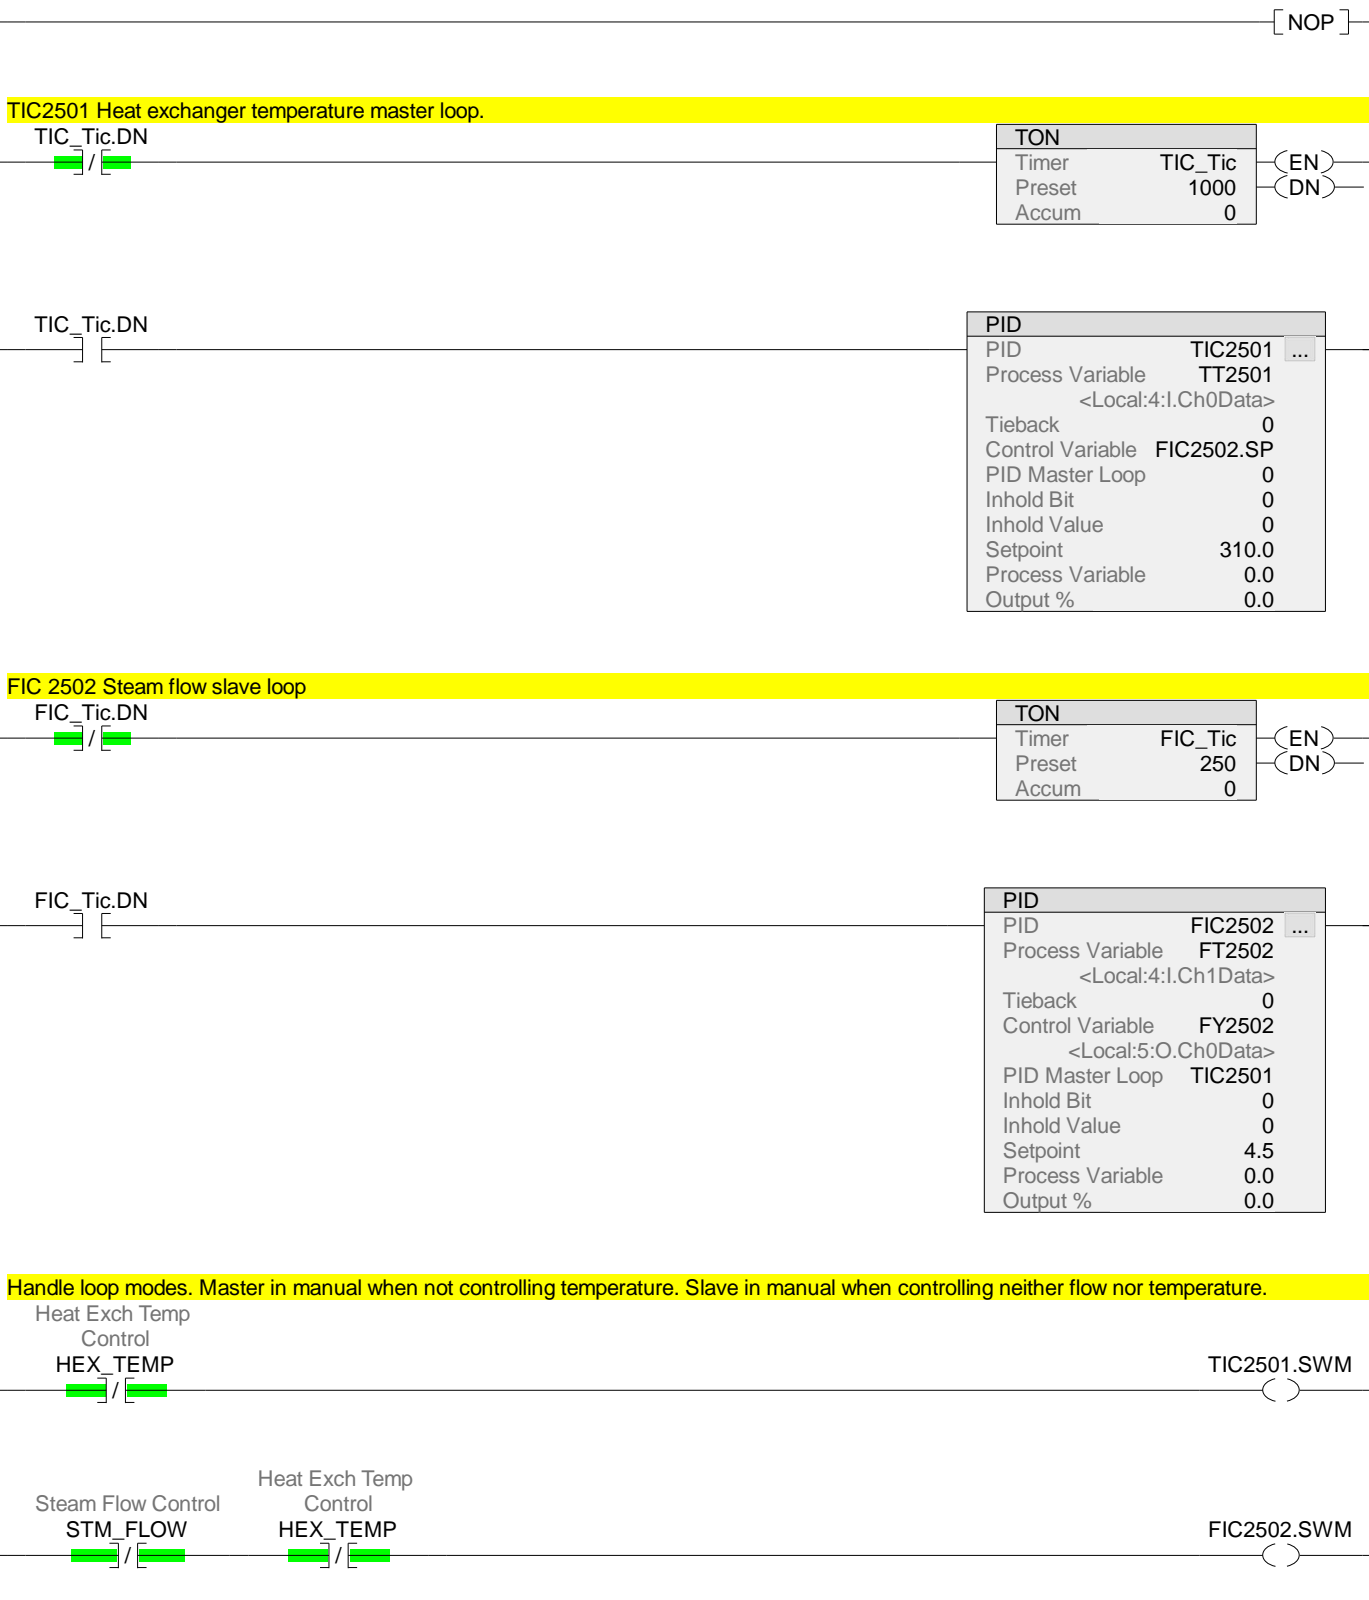 NOP
TIC2501 Heat exchanger temperature master loop.
TIC_Tic.DN
/
TON
Timer TIC_Tic
Preset 1000
Accum 0
EN
DN
TIC_Tic.DN
PID
PID TIC2501 ...
Process Variable TT2501
<Local:4:I.Ch0Data>
Tieback 0
Control Variable FIC2502.SP
PID Master Loop 0
Inhold Bit 0
Inhold Value 0
Setpoint 310.0
Process Variable 0.0
Output % 0.0
FIC 2502 Steam flow slave loop
FIC_Tic.DN
/
TON
Timer FIC_Tic
Preset 250
Accum 0
EN
DN
FIC_Tic.DN
PID
PID FIC2502 ...
Process Variable FT2502
<Local:4:I.Ch1Data>
Tieback 0
Control Variable FY2502
<Local:5:O.Ch0Data>
PID Master Loop TIC2501
Inhold Bit 0
Inhold Value 0
Setpoint 4.5
Process Variable 0.0
Output % 0.0
Handle loop modes. Master in manual when not controlling temperature. Slave in manual when controlling neither flow nor temperature.
Heat Exch Temp
Control
HEX_TEMP
/
TIC2501.SWM
Steam Flow Control
STM_FLOW
/
Heat Exch Temp
Control
HEX_TEMP
/
FIC2502.SWM